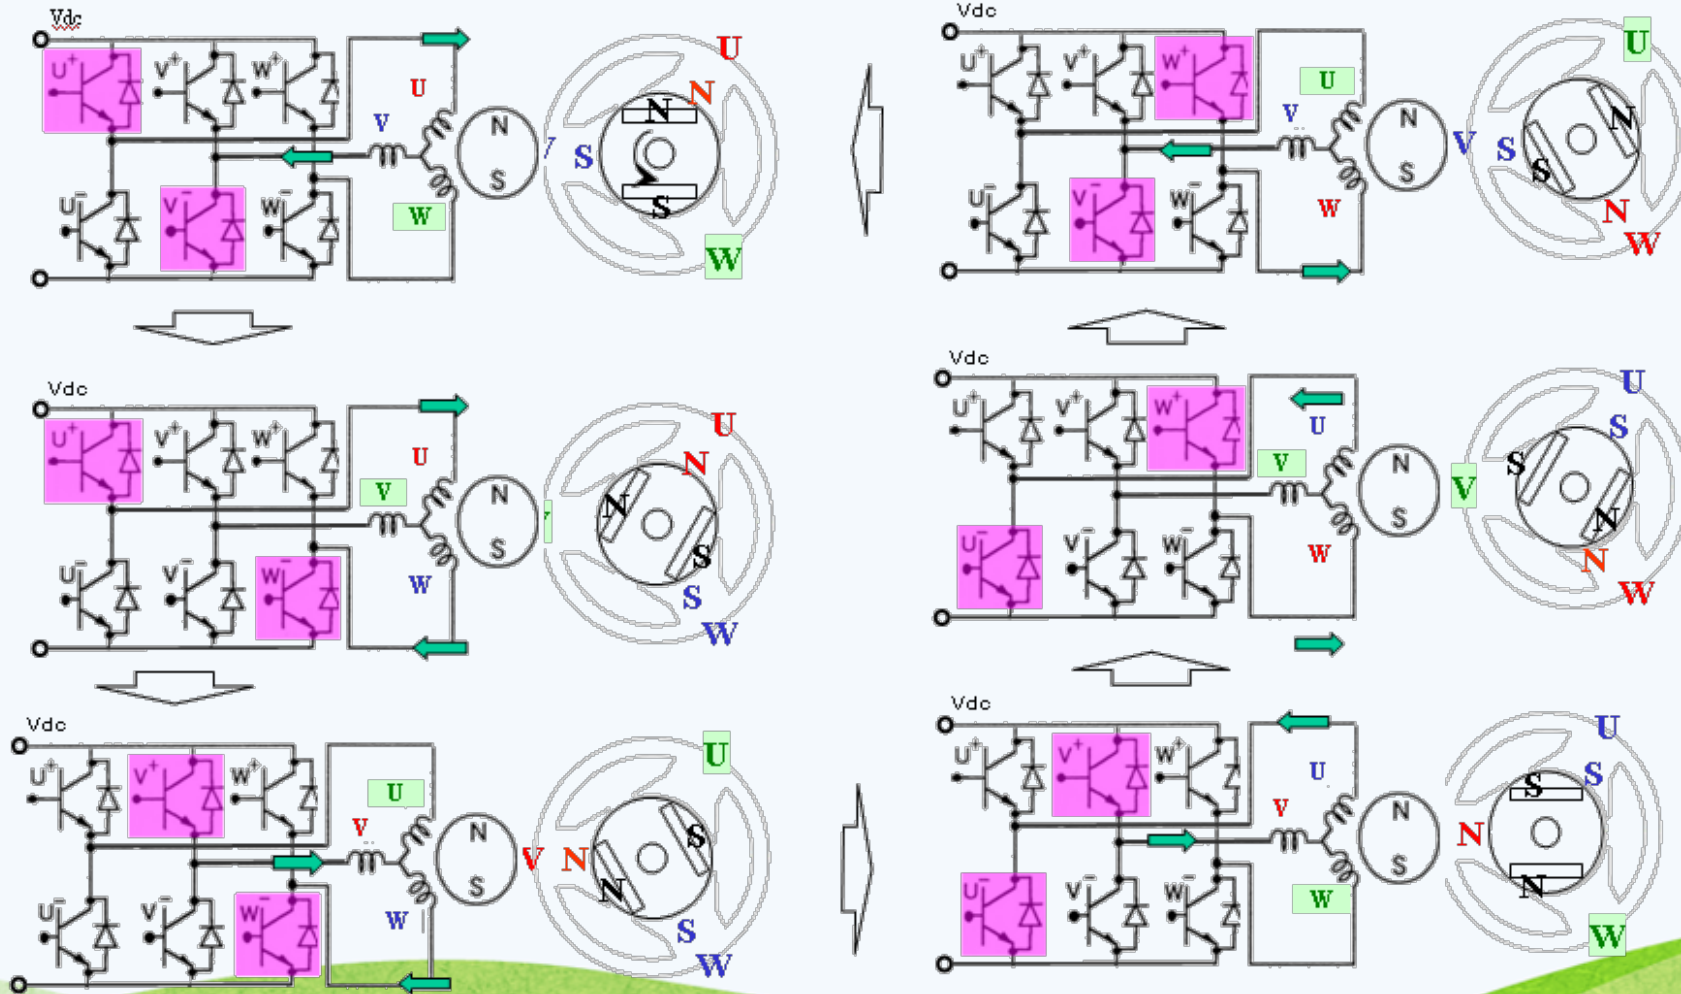 Vdc
U+ V+ W+
U
V
N
S
W
U- V- W-
U
N
N
V
S
S
W
Vdc
U+ V+ W+
U
V
N
S
W
U- V- W-
U
N
N
S
S
W
Vdc
U+ V+ W+
U
V
N
S
W
U- V- W-
U
S
V
N
N
S
W
Vdc
U+ V+ W+
U
V
N
S
W
U- V- W-
U
N
V
S
S
N
W
Vdc
U+ V+ W+
U
V
N
S
W
U- V- W-
U
S
S
V
N
N
W
Vdc
U+ V+ W+
U
V
N
S
W
U- V- W-
U
S
S
N
N
W